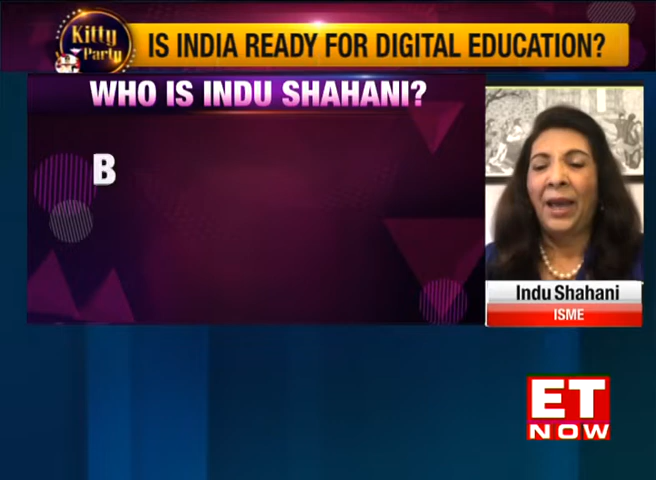 Kitty
Party
IS INDIA READY FOR DIGITAL EDUCATION?
WHO IS INDU SHAHANI?
B
Indu Shahani
ISME
ET
NOW